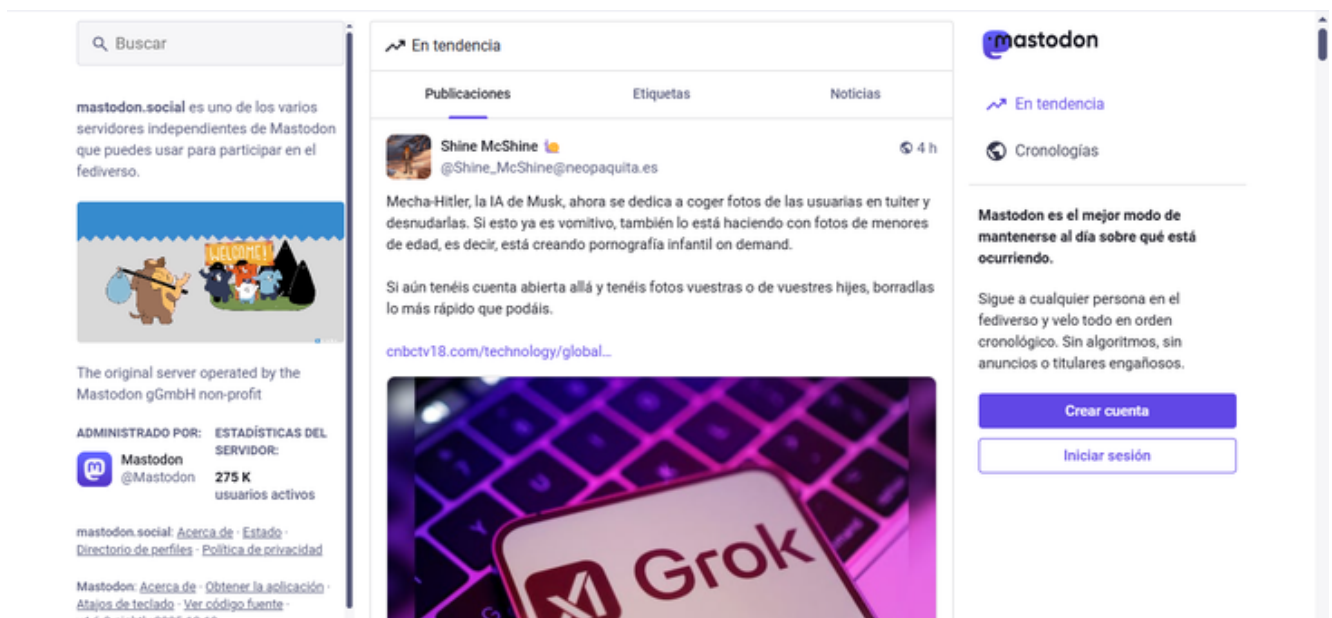 Buscar
mastodon.social es uno de los varios
servidores independientes de Mastodon
que puedes usar para participar en el
fediverso.
WELCOME!
The original server operated by the
Mastodon gGmbH non-profit
ADMINISTRADO POR:
Mastodon
@Mastodon
ESTADÍSTICAS DEL
SERVIDOR:
275 K
usuarios activos
mastodon.social: Acerca de · Estado ·
Directorio de perfiles · Política de privacidad
Mastodon: Acerca de · Obtener la aplicación ·
Atajos de teclado · Ver código fuente ·
En tendencia
Publicaciones
Etiquetas
Noticias
Shine McShine
4 h
@Shine_McShine@neopaquita.es
Mecha-Hitler, la IA de Musk, ahora se dedica a coger fotos de las usuarias en tuiter y
desnudarlas. Si esto ya es vomitivo, también lo está haciendo con fotos de menores
de edad, es decir, está creando pornografía infantil on demand.
Si aún tenéis cuenta abierta allá y tenéis fotos vuestras o de vuestres hijes, borradlas
lo más rápido que podáis.
cnbctv18.com/technology/global...
Grok
mastodon
En tendencia
Cronologías
Mastodon es el mejor modo de
mantenerse al día sobre qué está
ocurriendo.
Sigue a cualquier persona en el
fediverso y velo todo en orden
cronológico. Sin algoritmos, sin
anuncios o titulares engañosos.
Crear cuenta
Iniciar sesión